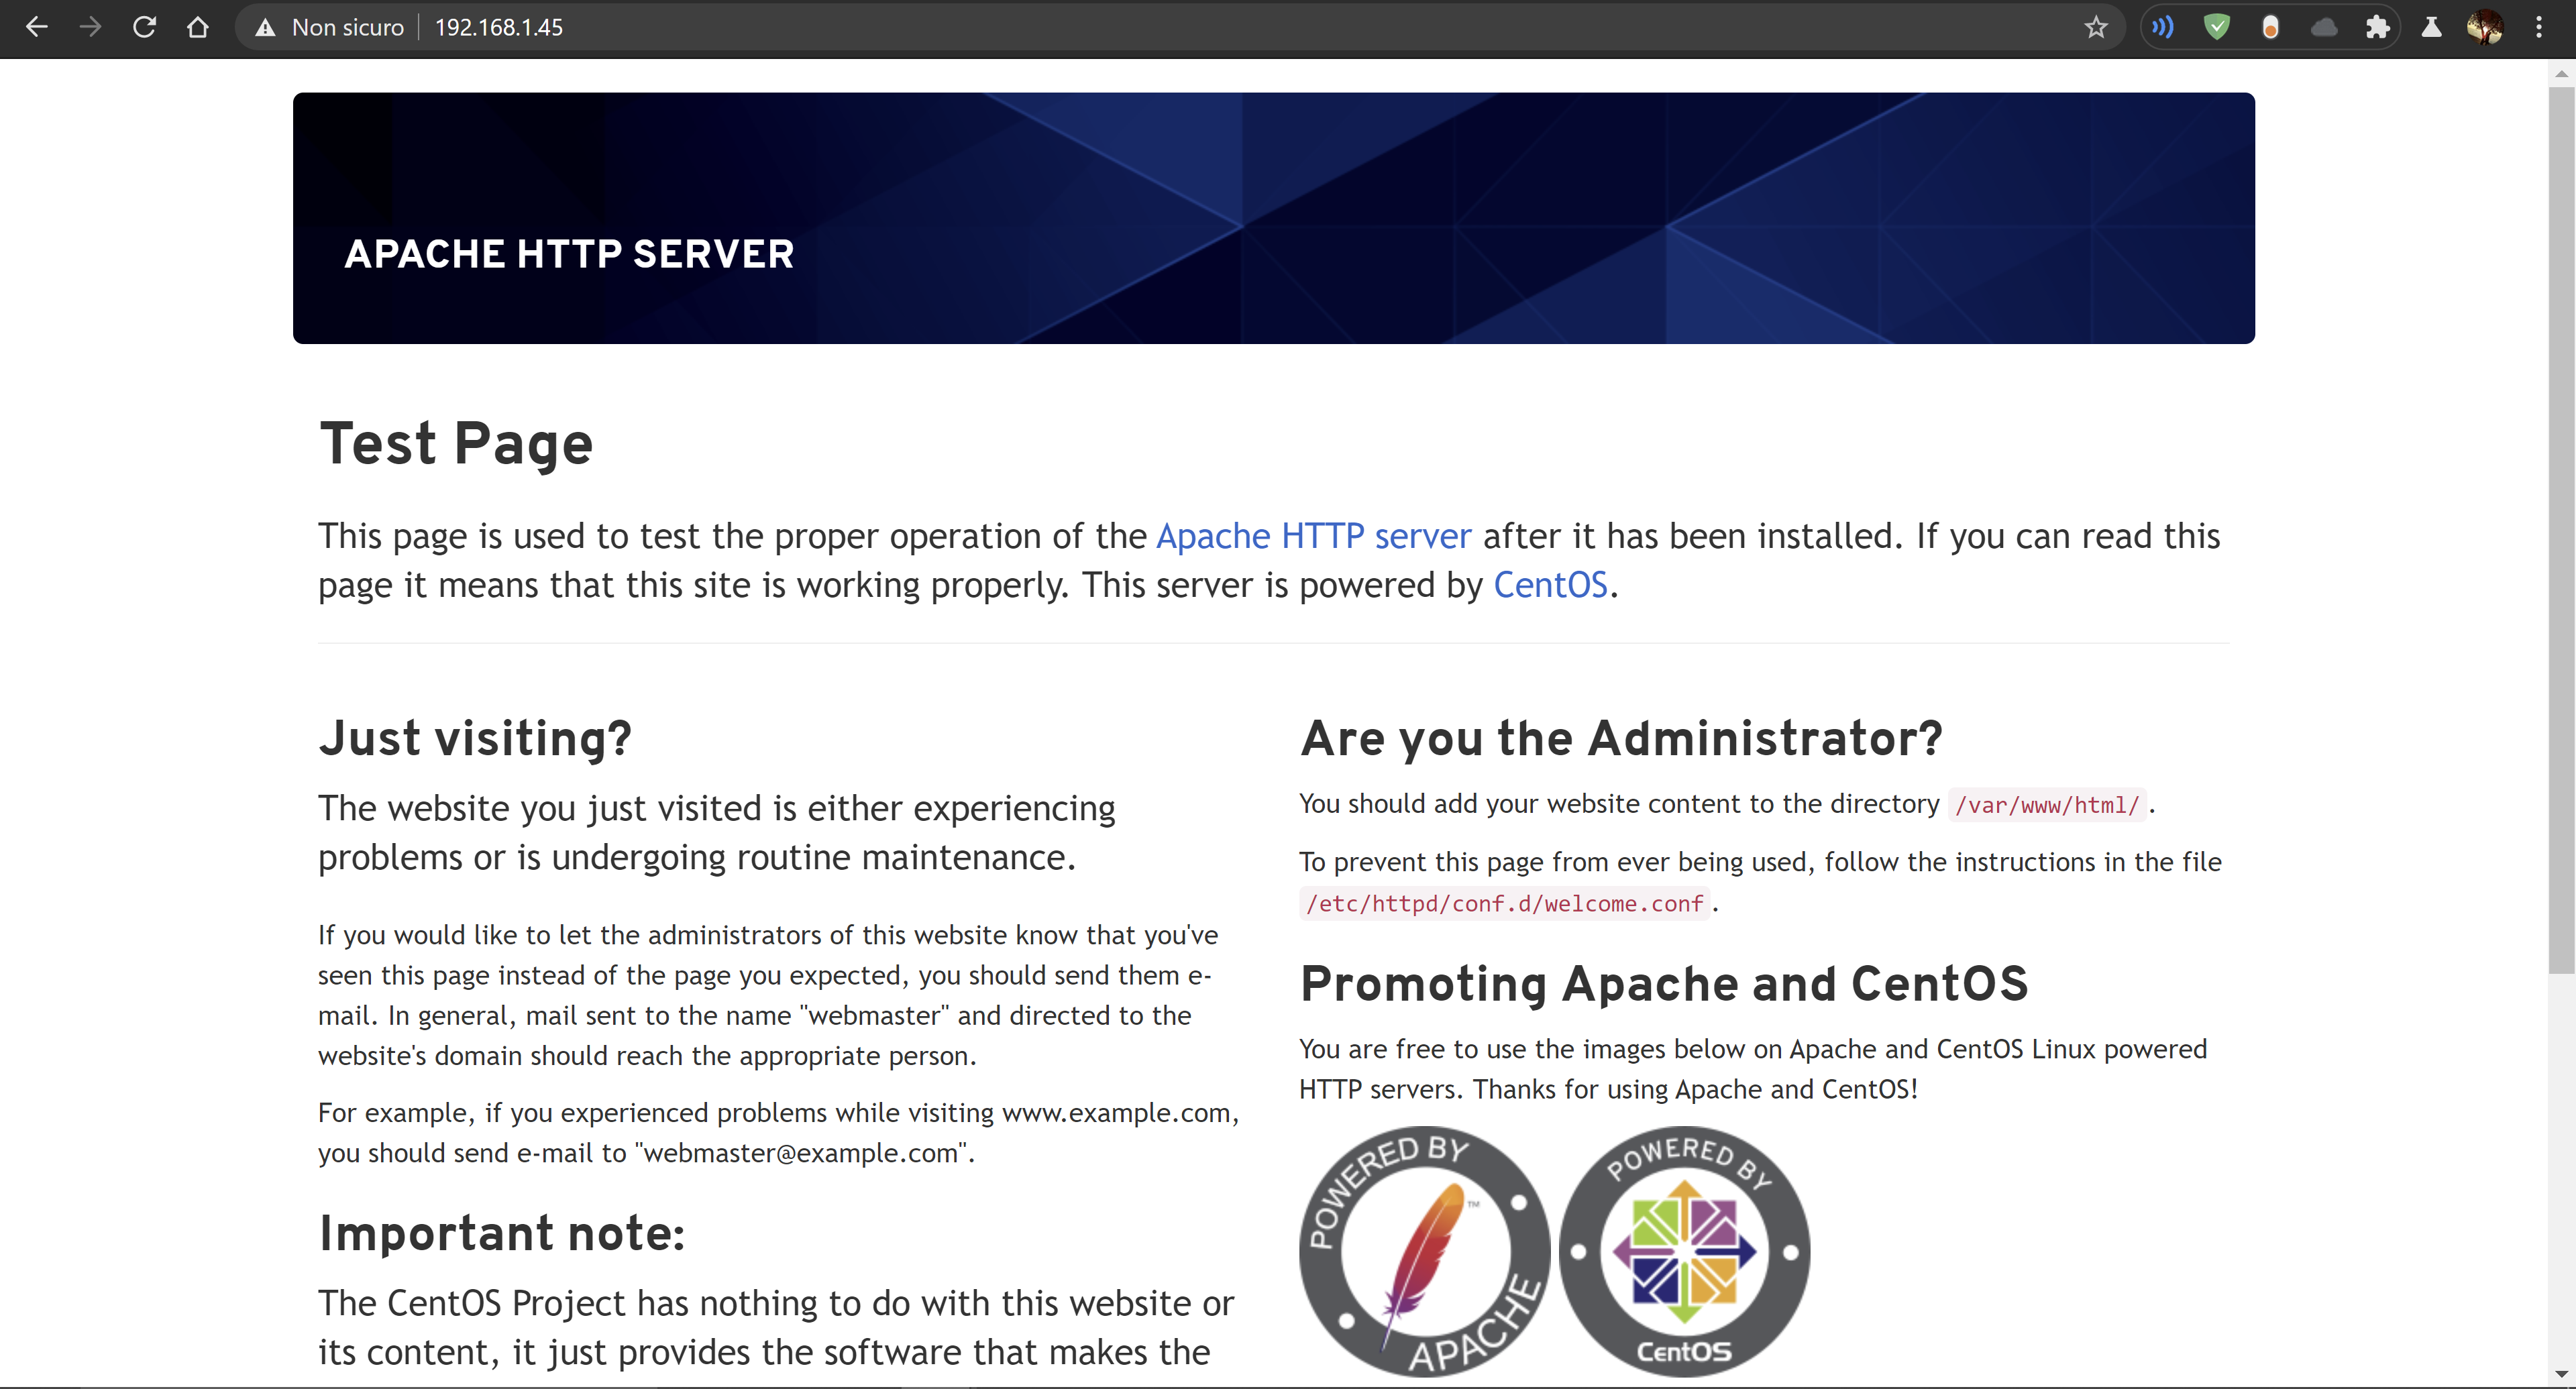 Non sicuro 192.168.1.45
APACHE HTTP SERVER
Test Page
This page is used to test the proper operation of the Apache HTTP server after it has been installed. If you can read this
page it means that this site is working properly. This server is powered by CentOS.
Just visiting?
The website you just visited is either experiencing
problems or is undergoing routine maintenance.
If you would like to let the administrators of this website know that you've
seen this page instead of the page you expected, you should send them e-
mail. In general, mail sent to the name "webmaster" and directed to the
website's domain should reach the appropriate person.
For example, if you experienced problems while visiting www.example.com,
you should send e-mail to "webmaster@example.com".
Important note:
The CentOS Project has nothing to do with this website or
its content, it just provides the software that makes the
Are you the Administrator?
You should add your website content to the directory /var/www/html/.
To prevent this page from ever being used, follow the instructions in the file
/etc/httpd/conf.d/welcome.conf.
Promoting Apache and CentOS
You are free to use the images below on Apache and CentOS Linux powered
HTTP servers. Thanks for using Apache and CentOS!
POWERED BY
TM
APACHE
POWERED BY
CentOS